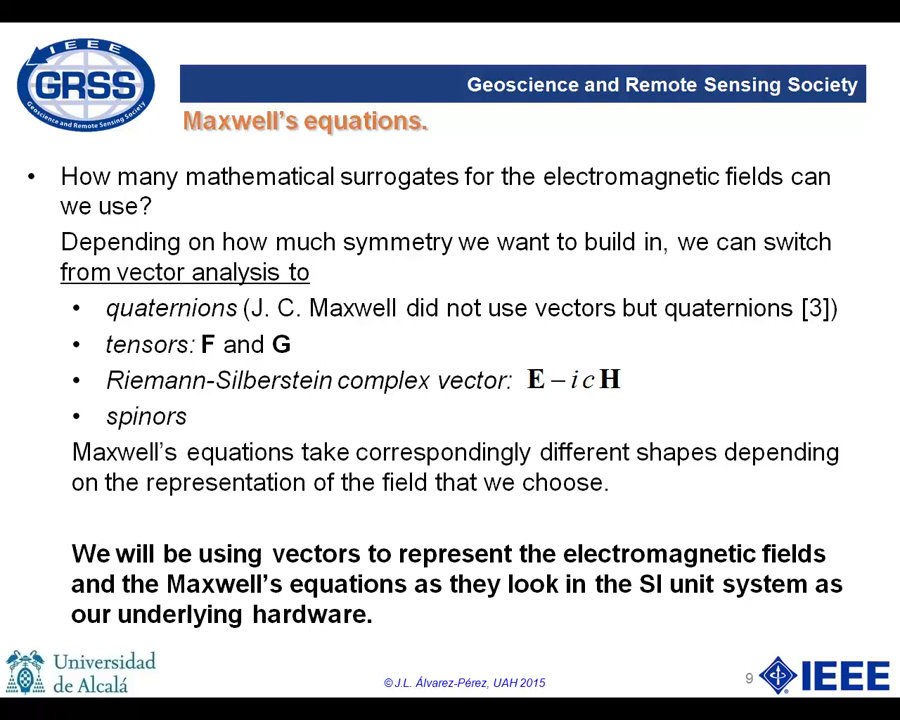 IEEE
GRSS
Geoscience and Remote Sensing Society
Geoscience and Remote Sensing Society
Maxwell's equations.
• How many mathematical surrogates for the electromagnetic fields can
we use?
Depending on how much symmetry we want to build in, we can switch
from vector analysis to
• quaternions (J. C. Maxwell did not use vectors but quaternions [3])
• tensors: F and G
• Riemann-Silberstein complex vector: E – i c H
• spinors
Maxwell's equations take correspondingly different shapes depending
on the representation of the field that we choose.
We will be using vectors to represent the electromagnetic fields
and the Maxwell's equations as they look in the SI unit system as
our underlying hardware.
Universidad
de Alcalá
© J.L. Álvarez-Pérez, UAH 2015
9
IEEE